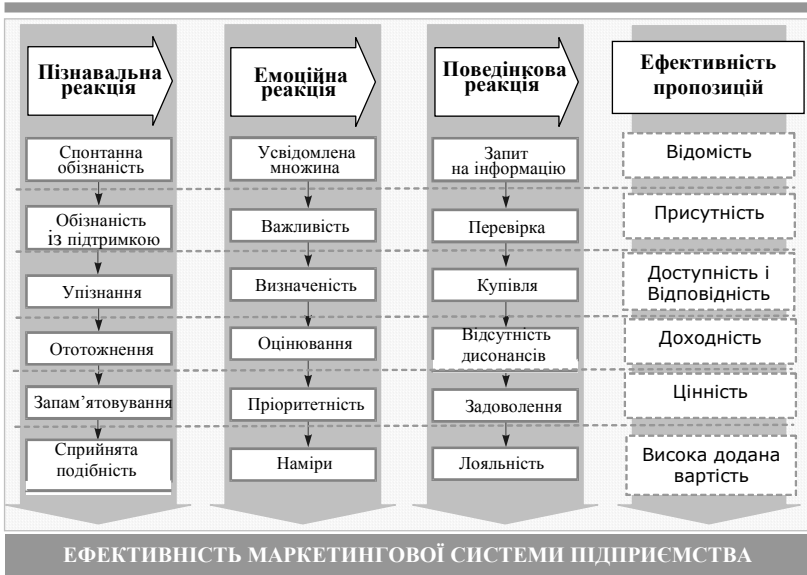 Пізнавальна
реакція
Спонтанна
обізнаність
Обізнаність
із підтримкою
Упізнання
Ототожнення
Запам’ятовування
Сприйнята
подібність
Емоційна
реакція
Усвідомлена
множина
Важливість
Визначеність
Оцінювання
Пріоритетність
Наміри
Поведінкова
реакція
Запит
на інформацію
Перевірка
Купівля
Відсутність
дисонансів
Задоволення
Лояльність
Ефективність
пропозицій
Відомість
Присутність
Доступність і
Відповідність
Доходність
Цінність
Висока додана
вартість
ЕФЕКТИВНІСТЬ МАРКЕТИНГОВОЇ СИСТЕМИ ПІДПРИЄМСТВА